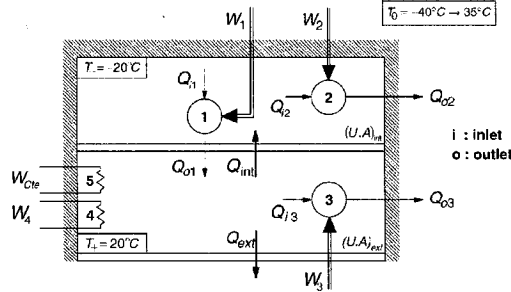 W1
W2
T0 = -40°C → 35°C
T- = -20°C
Qi1
1
Qi2
2
Qo2
(U.A)int
i : inlet
o : outlet
Qo1
Qint
WCte
5
W4
4
Qi3
3
Qo3
T+ = 20°C
Qext
(U.A)ext
W3